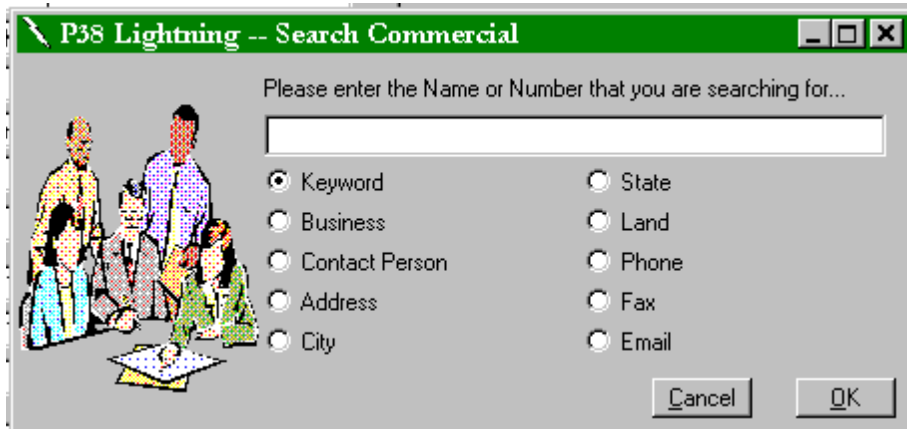 P38 Lightning -- Search Commercial
Please enter the Name or Number that you are searching for...
Keyword
State
Business
Land
Contact Person
Phone
Address
Fax
City
Email
Cancel
OK